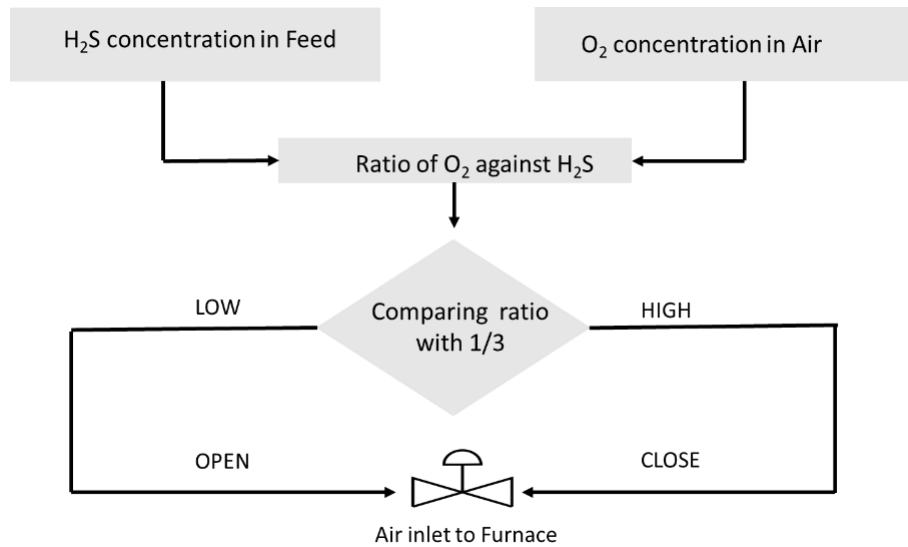 H₂S concentration in Feed
O₂ concentration in Air
Ratio of O₂ against H₂S
LOW
Comparing ratio
with 1/3
HIGH
OPEN
CLOSE
Air inlet to Furnace